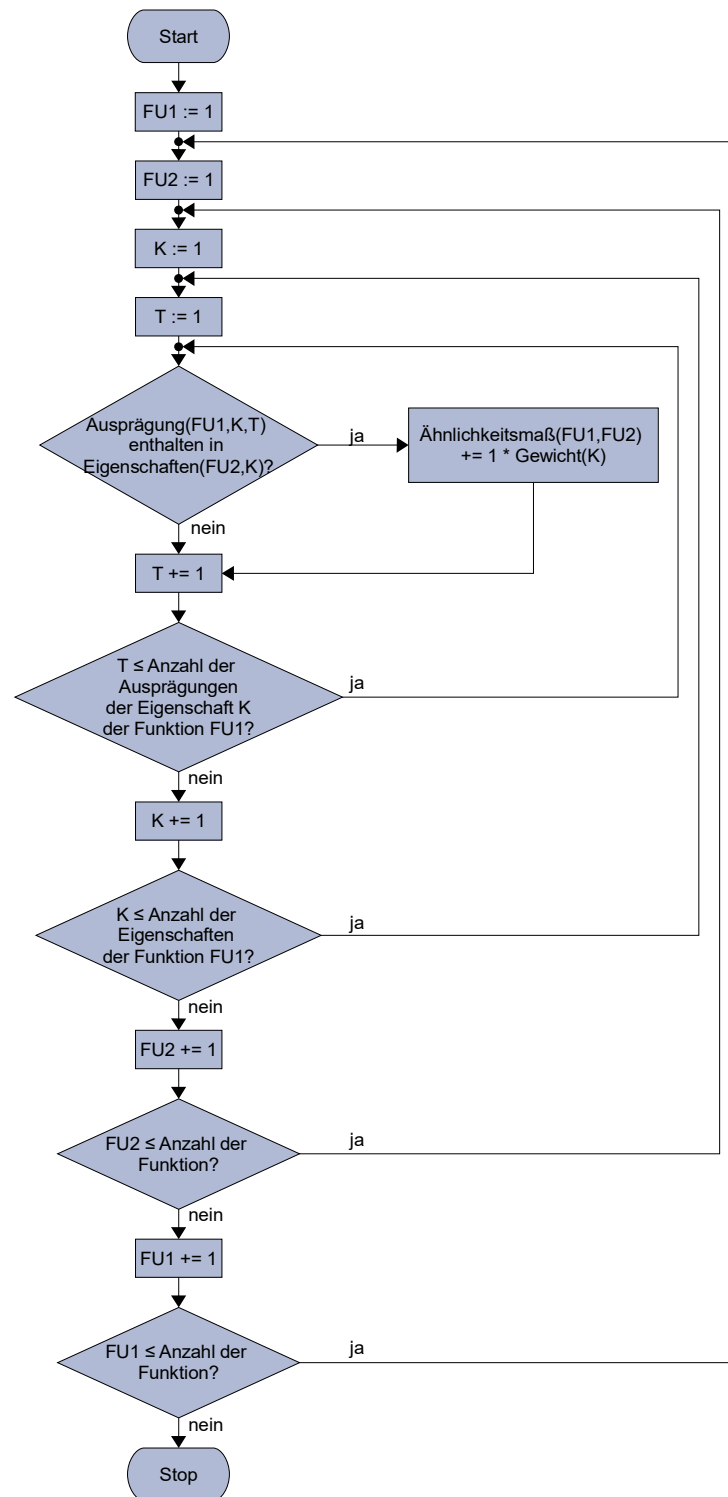 Start
FU1 := 1
FU2 := 1
K := 1
T := 1
Ausprägung(FU1,K,T)
enthalten in
Eigenschaften(FU2,K)?
ja
Ähnlichkeitsmaß(FU1,FU2)
+= 1 * Gewicht(K)
nein
T += 1
T ≤ Anzahl der
Ausprägungen
der Eigenschaft K
der Funktion FU1?
ja
nein
K += 1
K ≤ Anzahl der
Eigenschaften
der Funktion FU1?
ja
nein
FU2 += 1
FU2 ≤ Anzahl der
Funktion?
ja
nein
FU1 += 1
FU1 ≤ Anzahl der
Funktion?
ja
nein
Stop